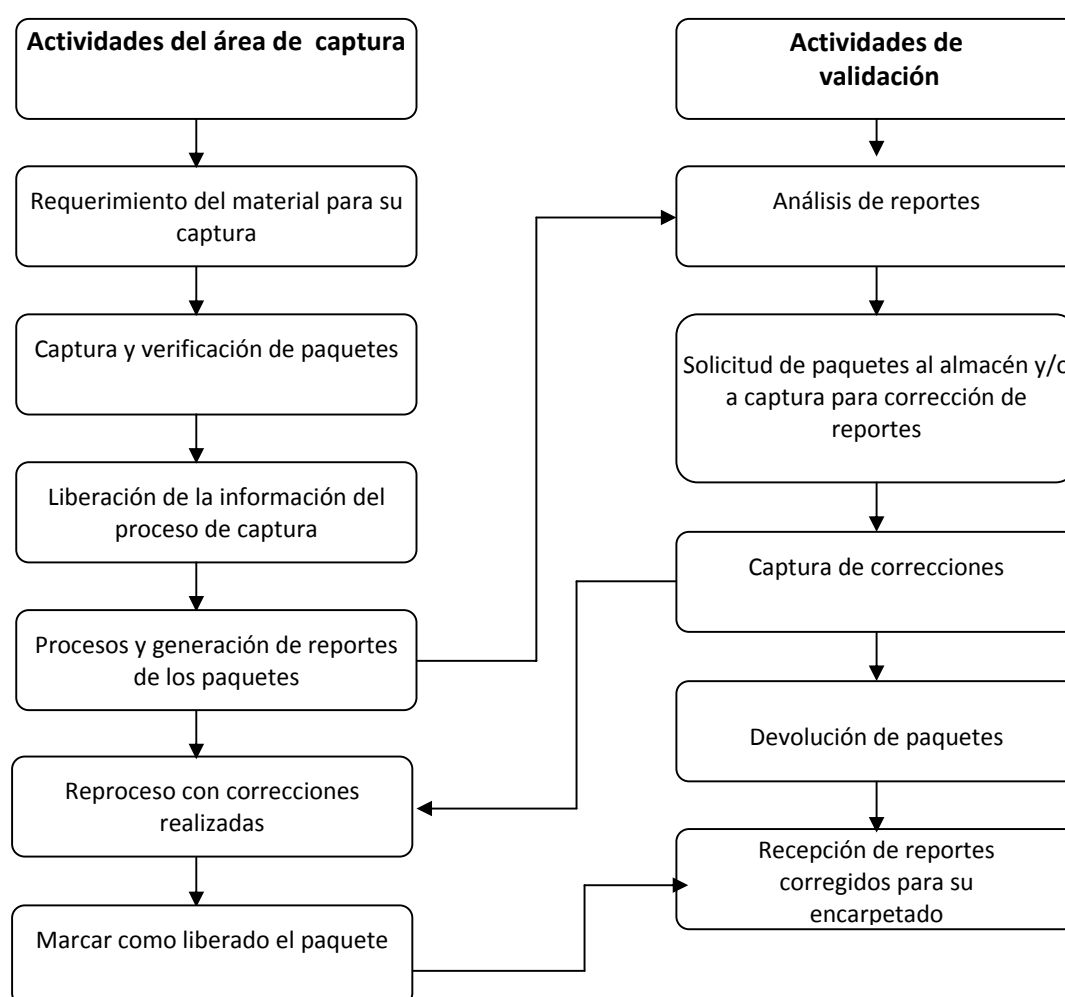 Actividades del área de captura
Requerimiento del material para su
captura
Captura y verificación de paquetes
Liberación de la información del
proceso de captura
Procesos y generación de reportes
de los paquetes
Reproceso con correcciones
realizadas
Marcar como liberado el paquete
Actividades de
validación
Análisis de reportes
Solicitud de paquetes al almacén y/o
a captura para corrección de
reportes
Captura de correcciones
Devolución de paquetes
Recepción de reportes
corregidos para su
encarpetado